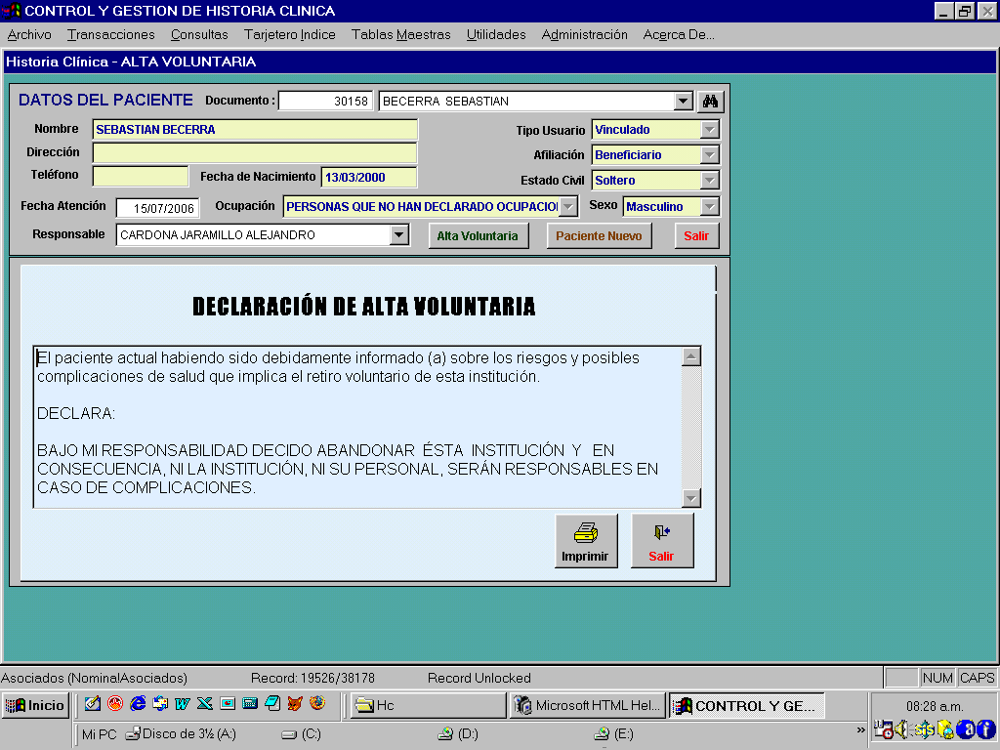 CONTROL Y GESTION DE HISTORIA CLINICA
Archivo Transacciones Consultas Tarjetero Indice Tablas Maestras Utilidades Administración Acerca De...
Historia Clínica - ALTA VOLUNTARIA
DATOS DEL PACIENTE Documento : 30158 BECERRA SEBASTIAN
Nombre SEBASTIAN BECERRA Tipo Usuario Vinculado
Dirección Afiliación Beneficiario
Teléfono Fecha de Nacimiento 13/03/2000 Estado Civil Soltero
Fecha Atención 15/07/2006 Ocupación PERSONAS QUE NO HAN DECLARADO OCUPACIO Sexo Masculino
Responsable CARDONA JARAMILLO ALEJANDRO Alta Voluntaria Paciente Nuevo Salir
DECLARACIÓN DE ALTA VOLUNTARIA
El paciente actual habiendo sido debidamente informado (a) sobre los riesgos y posibles
complicaciones de salud que implica el retiro voluntario de esta institución.
DECLARA:
BAJO MI RESPONSABILIDAD DECIDO ABANDONAR ÉSTA INSTITUCIÓN Y EN
CONSECUENCIA, NI LA INSTITUCIÓN, NI SU PERSONAL, SERÁN RESPONSABLES EN
CASO DE COMPLICACIONES.
Imprimir Salir
Asociados (Nomina!Asociados) Record: 19526/38178 Record Unlocked NUM CAPS
Inicio Hc Microsoft HTML Hel... CONTROL Y GE... 08:28 a.m.
Mi PC Disco de 3½ (A:) (C:) (D:) (E:) » sis